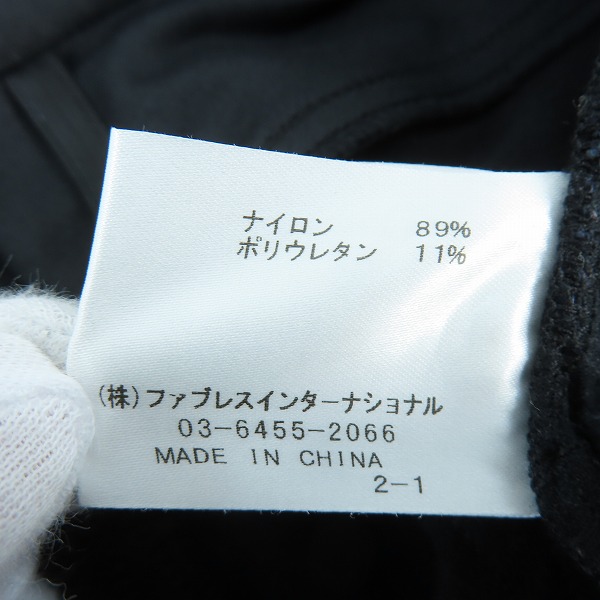 ナイロン 89%
ポリウレタン 11%
(株)ファブレスインターナショナル
03-6455-2066
MADE IN CHINA
2-1